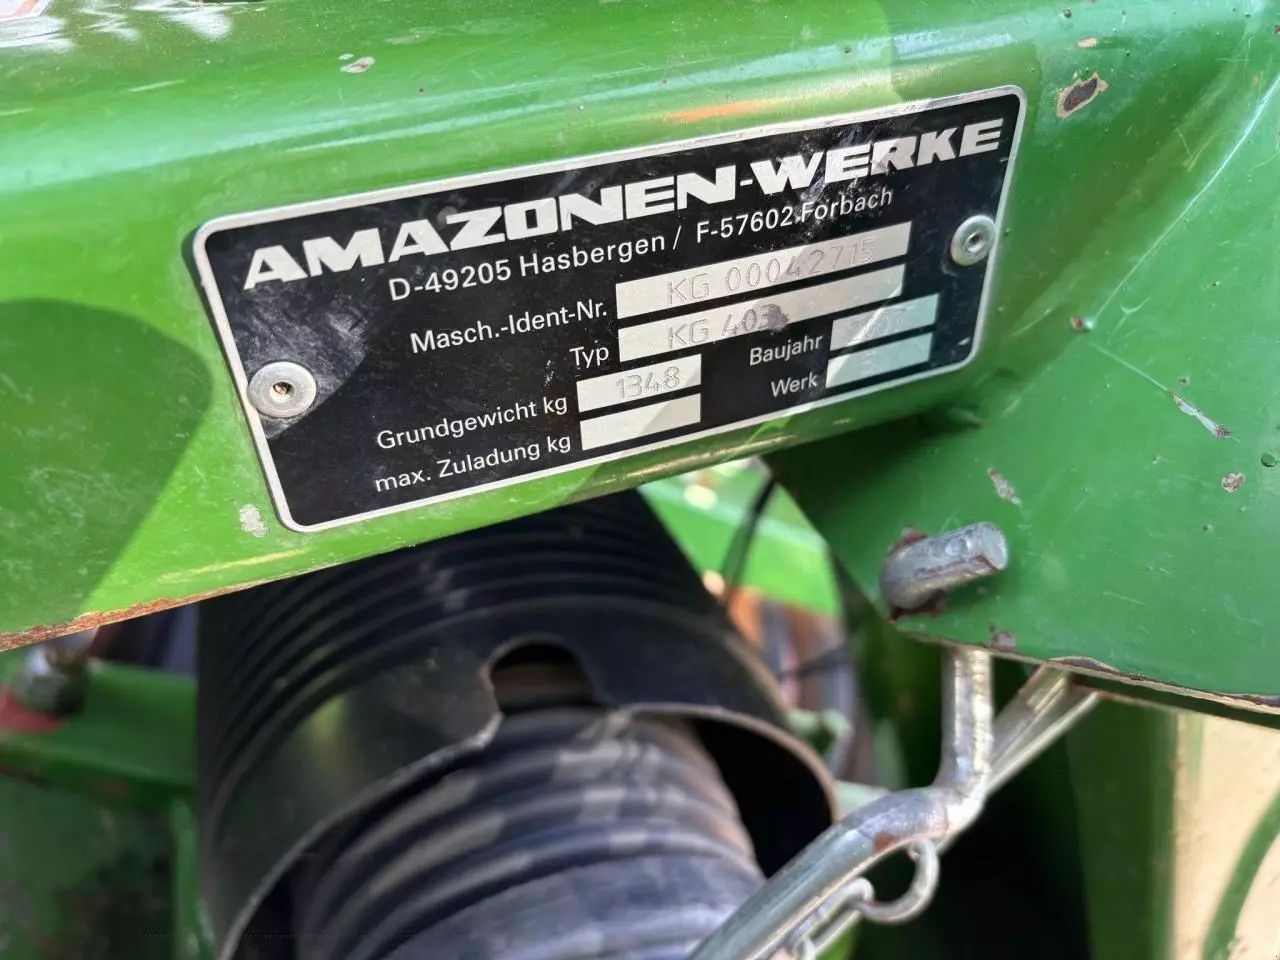 AMAZONEN-WERKE
D-49205 Hasbergen / F-57602 Forbach
Masch.-Ident-Nr. KG 00042715
Typ KG 403
Grundgewicht kg 1348 Baujahr
max. Zuladung kg Werk